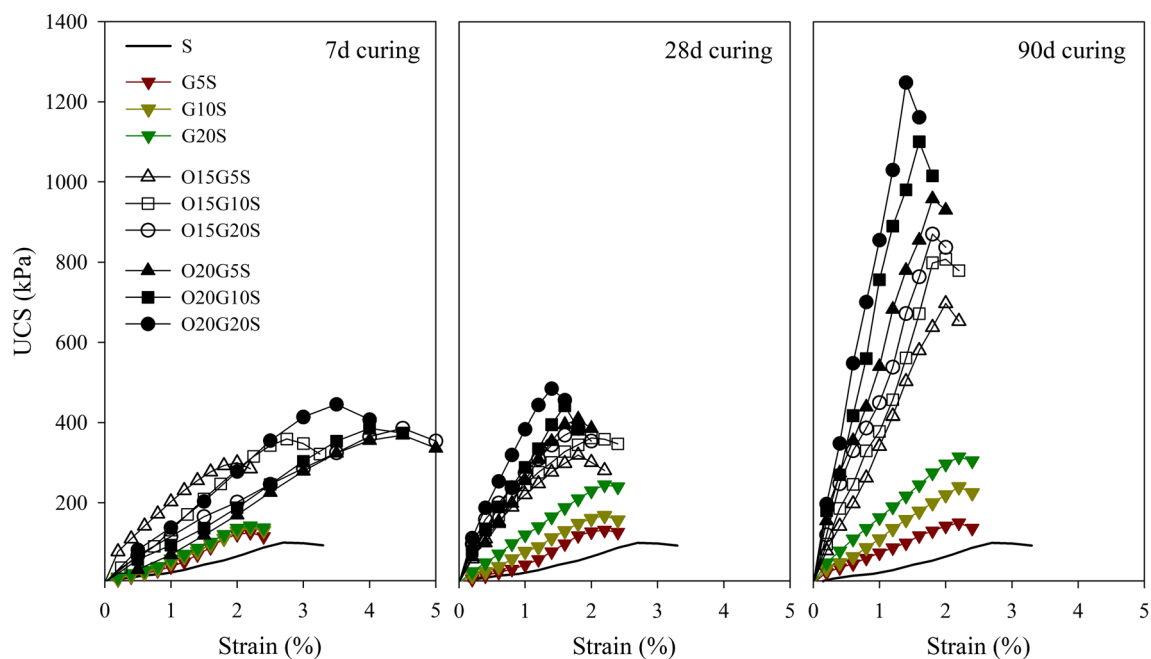 1400
1200
1000
800
600
400
200
UCS (kPa)
7d curing
28d curing
90d curing
S
G5S
G10S
G20S
O15G5S
O15G10S
O15G20S
O20G5S
O20G10S
O20G20S
0 1 2 3 4 5
0 1 2 3 4 5
0 1 2 3 4 5
Strain (%)
Strain (%)
Strain (%)